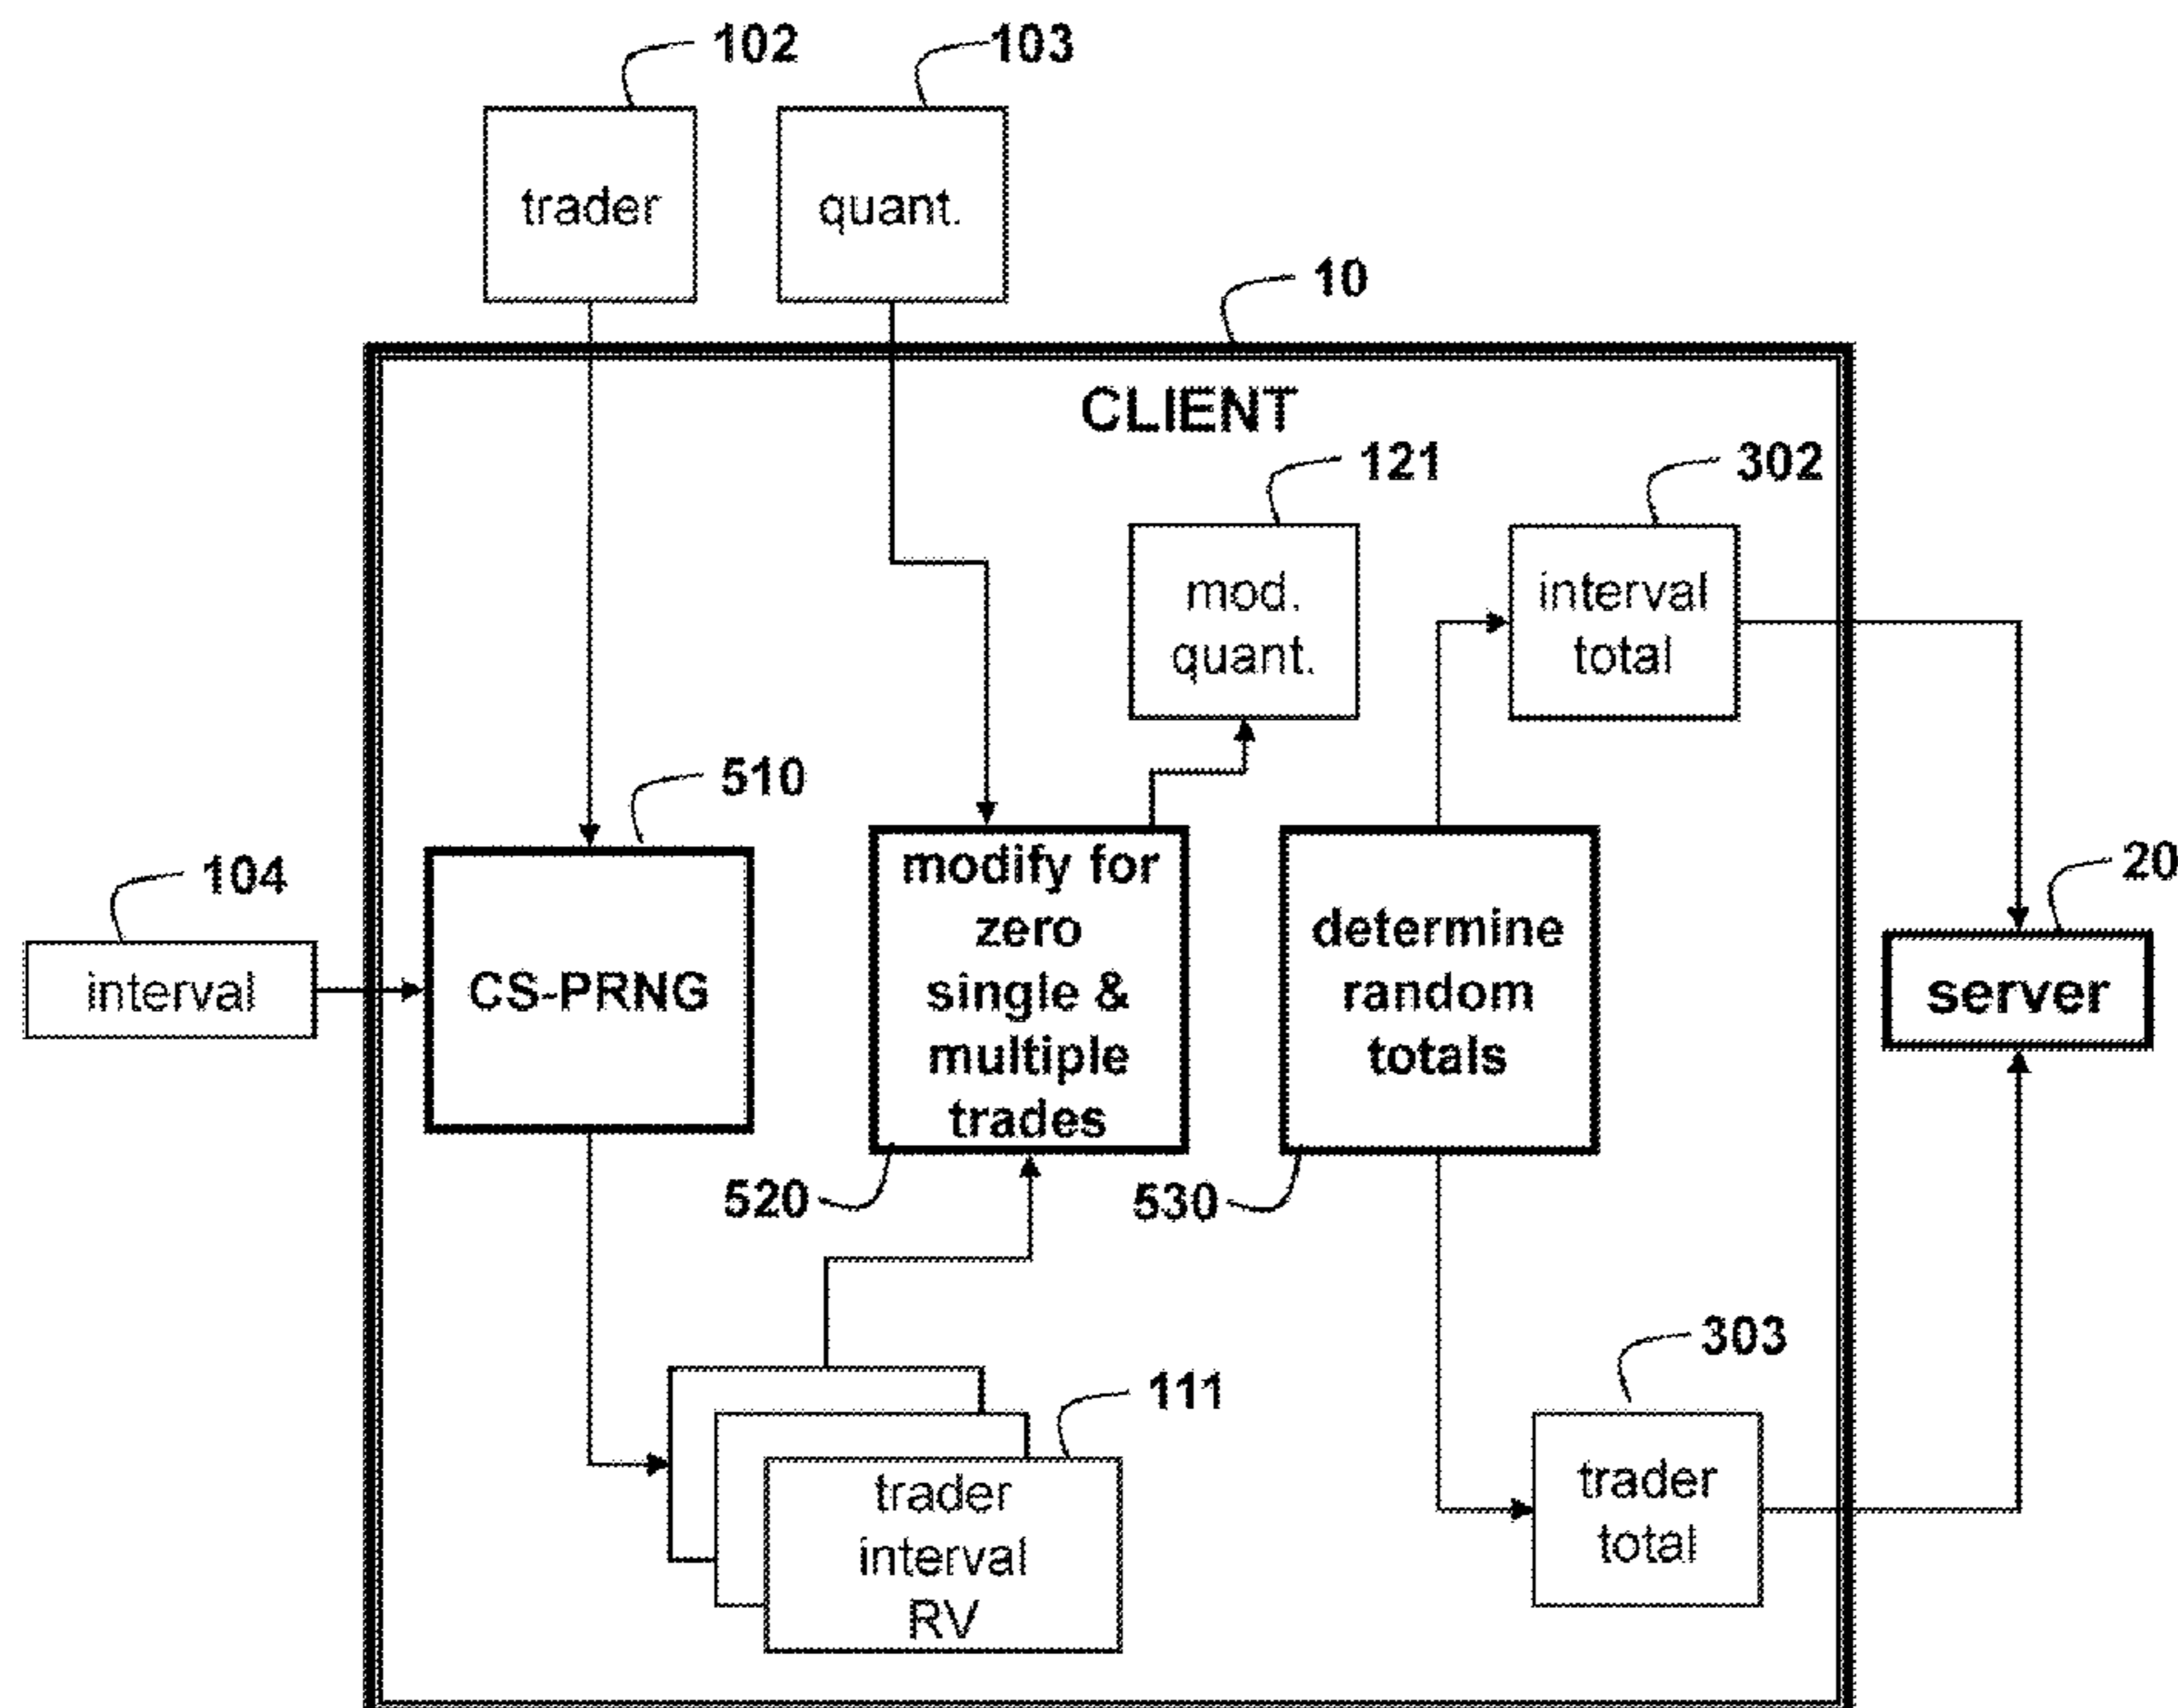 102
103
trader
quant.
10
CLIENT
121
302
mod.
quant.
interval
total
510
104
interval
CS-PRNG
modify for
zero
single &
multiple
trades
determine
random
totals
20
server
520
530
303
111
trader
interval
RV
trader
total